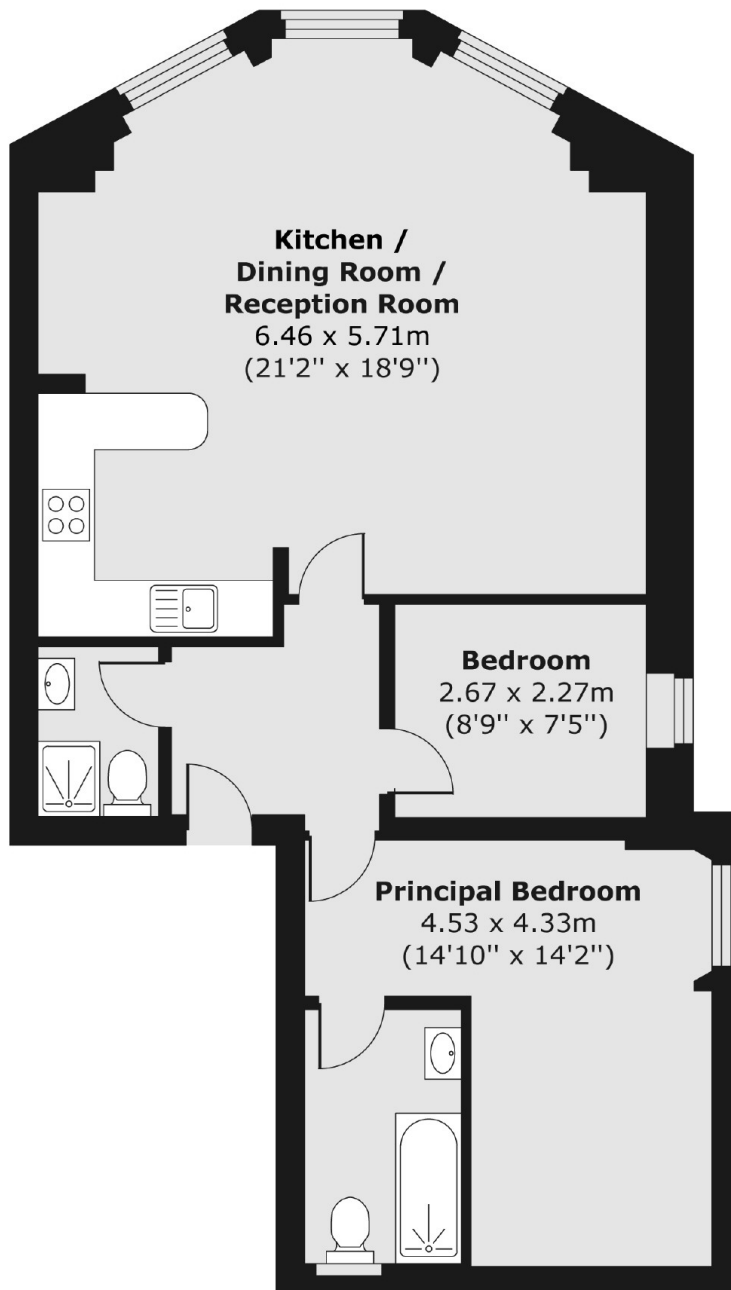 Kitchen /
Dining Room /
Reception Room
6.46 x 5.71m
(21'2'' x 18'9'')
Bedroom
2.67 x 2.27m
(8'9'' x 7'5'')
Principal Bedroom
4.53 x 4.33m
(14'10'' x 14'2'')